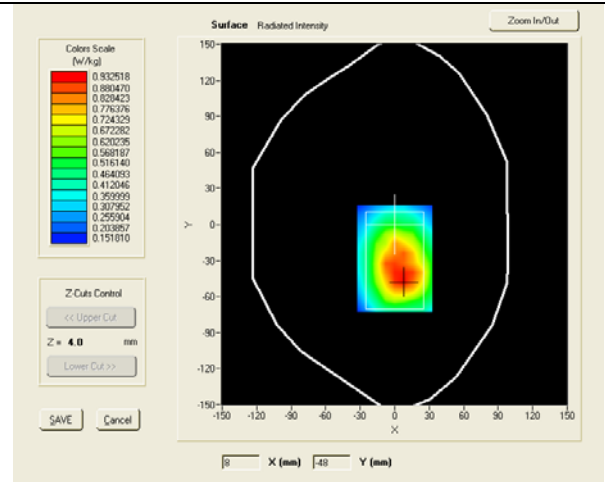 Surface Radiated Intensity
Zoom In/Out
Colors Scale
(W/kg)
0.932518
0.880470
0.828423
0.776376
0.724329
0.672282
0.620235
0.568187
0.516140
0.464093
0.412046
0.359999
0.307952
0.255904
0.203857
0.151810
Z-Cuts Control
<< Upper Cut
Z = 4.0 mm
Lower Cut >>
SAVE Cancel
150-
120-
90-
60-
30-
0-
-30-
-60-
-90-
-120-
-150-
Y
-150 -120 -90 -60 -30 0 30 60 90 120 150
X
8 X (mm) -48 Y (mm)